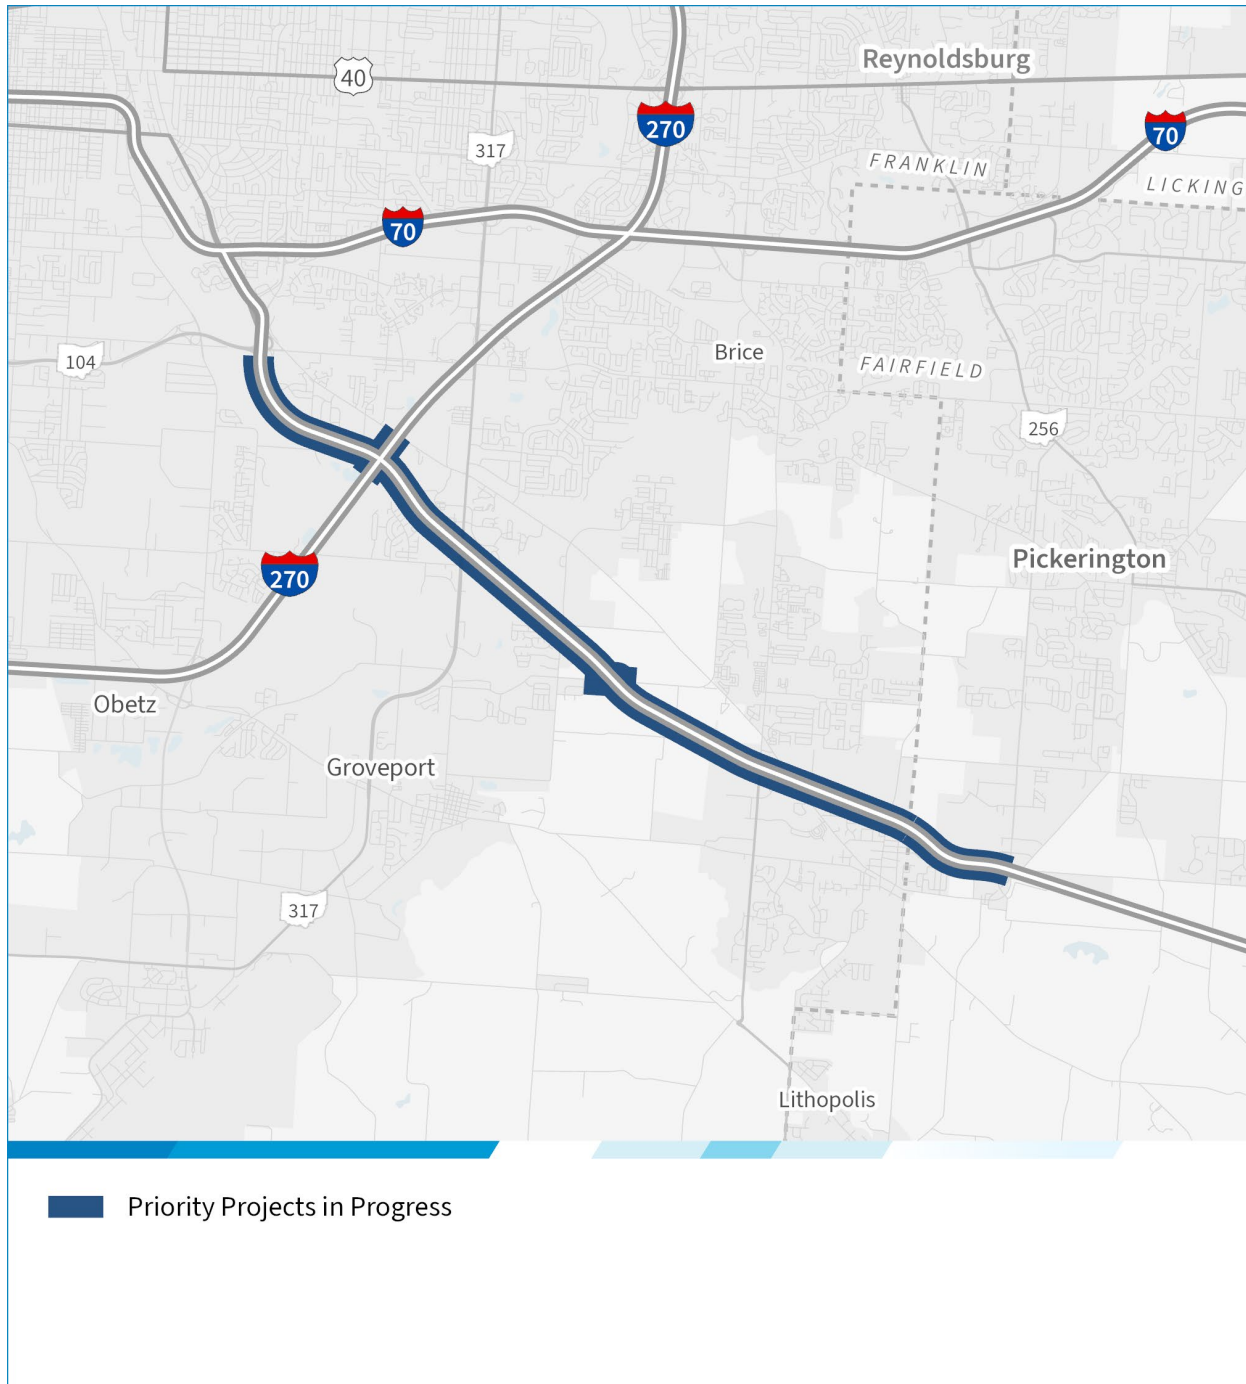 Reynoldsburg
40
270
70
317
FRANKLIN
LICKING
70
Brice
104
FAIRFIELD
256
Pickerington
270
Obetz
Groveport
317
Lithopolis
Priority Projects in Progress